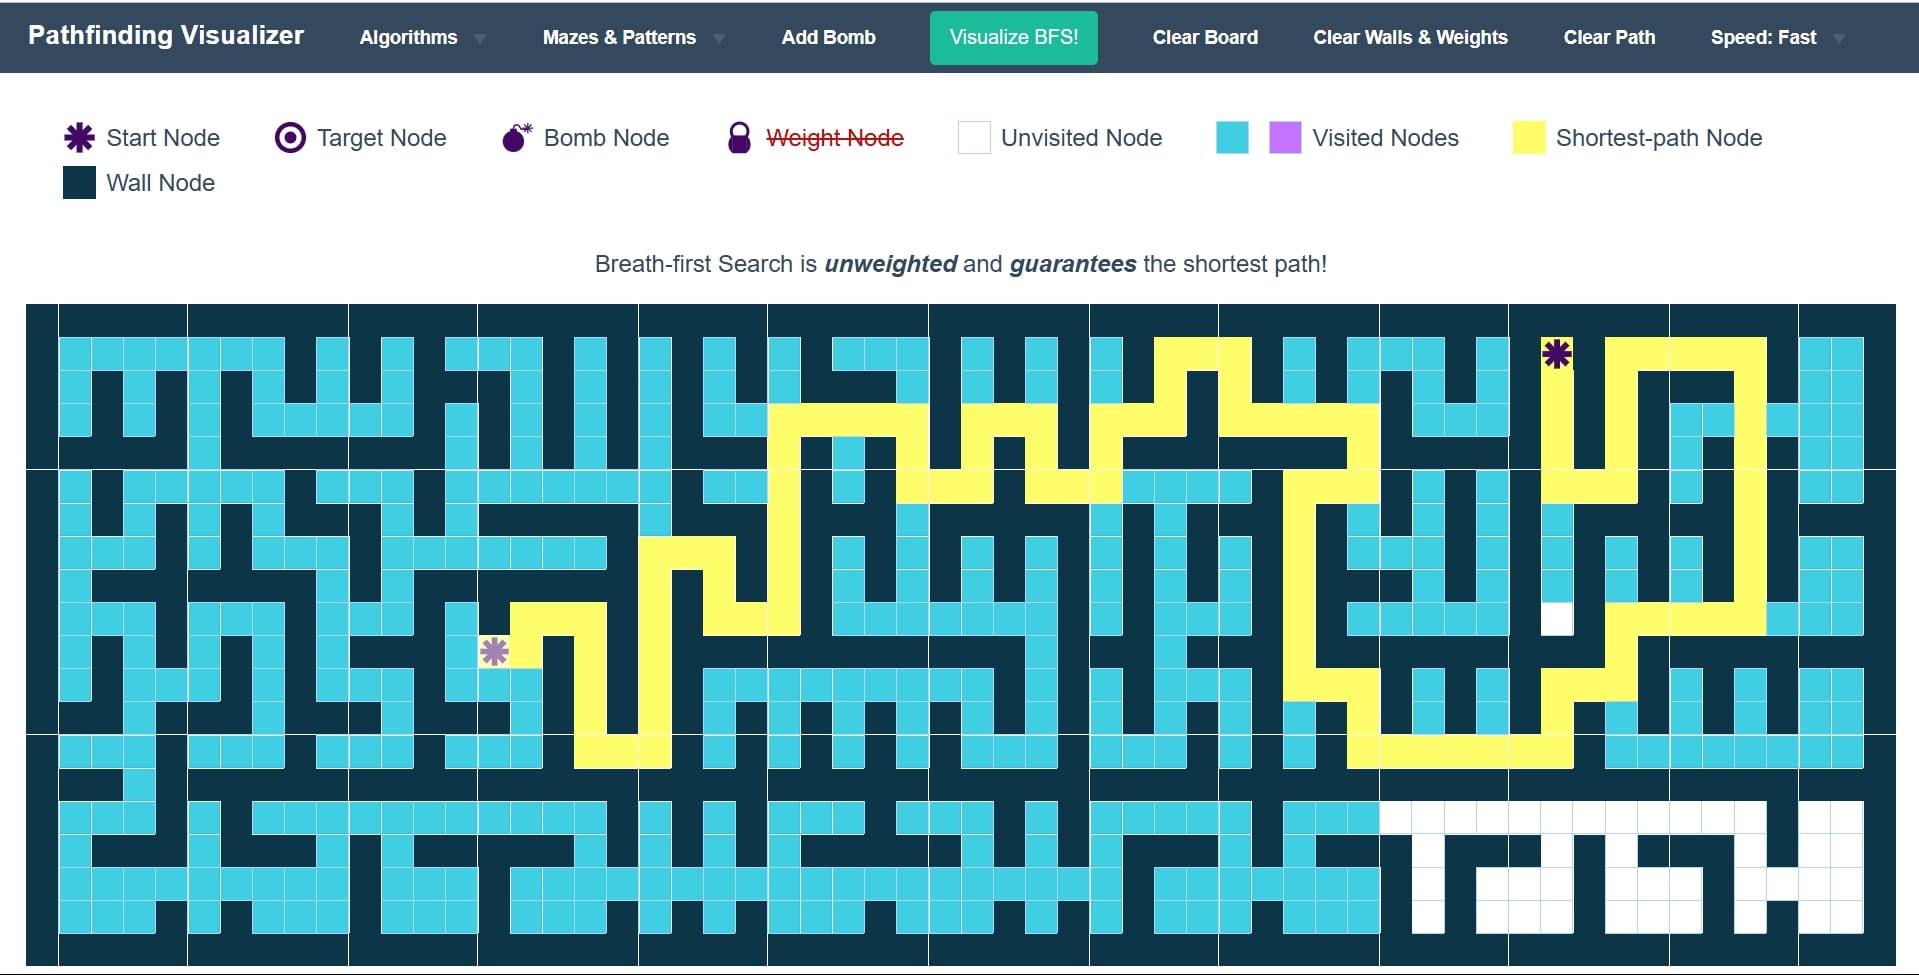 Pathfinding Visualizer Algorithms Mazes & Patterns Add Bomb Visualize BFS! Clear Board Clear Walls & Weights Clear Path Speed: Fast
Start Node Target Node Bomb Node Weight Node Unvisited Node Visited Nodes Shortest-path Node
Wall Node
Breath-first Search is unweighted and guarantees the shortest path!